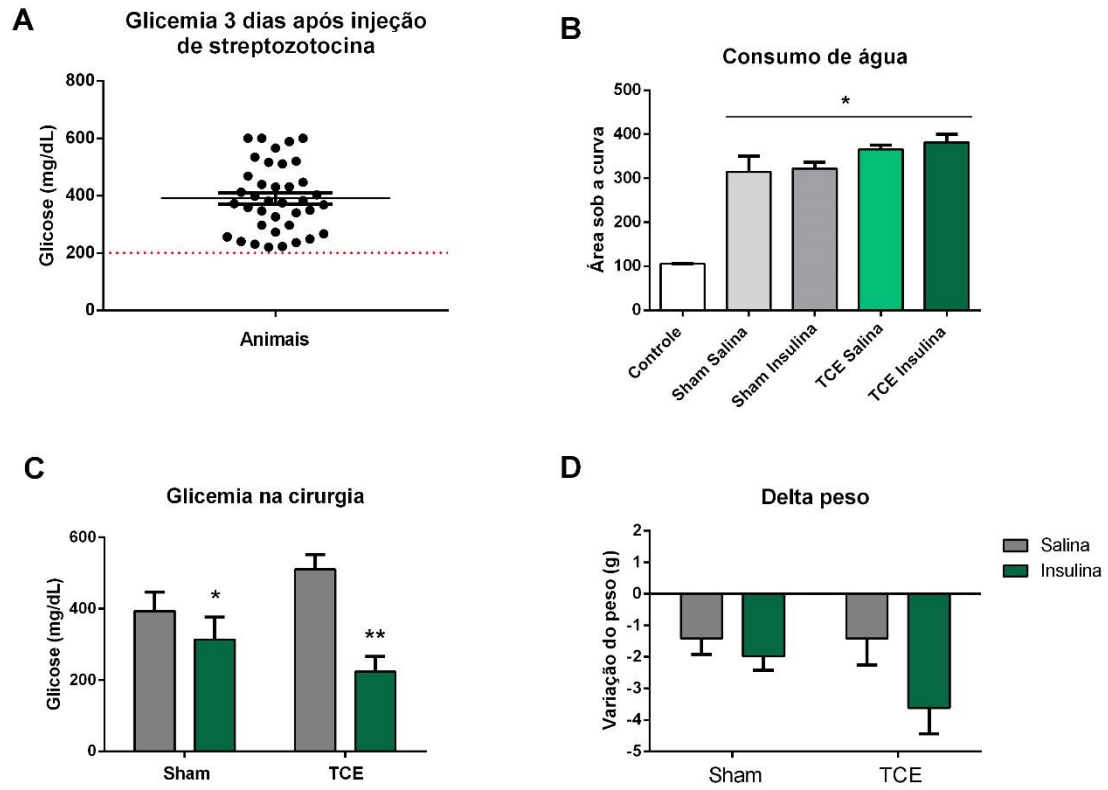 A
Glicemia 3 dias após injeção
de streptozotocina
Glicose (mg/dL)
800
600
400
200
0
Animais
B
Consumo de água
Área sob a curva
500
400
300
200
100
0
*
Controle
Sham Salina
Sham Insulina
TCE Salina
TCE Insulina
C
Glicemia na cirurgia
Glicose (mg/dL)
600
400
200
0
*
**
Sham
TCE
D
Delta peso
Variação do peso (g)
2
1
0
-1
-2
-3
-4
-5
Sham
TCE
Salina
Insulina